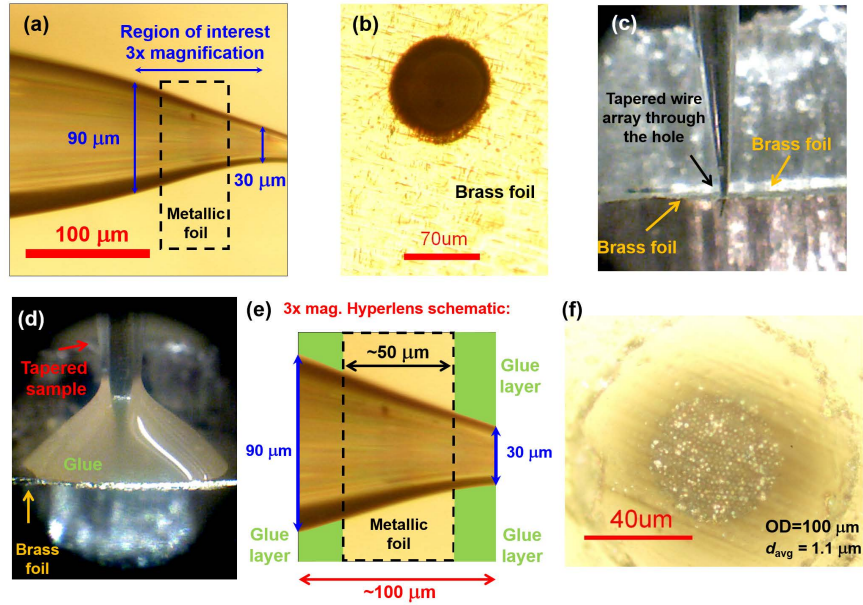 (a)
Region of interest
3x magnification
90 μm
30 μm
Metallic
foil
100 μm
(b)
Brass foil
70um
(c)
Tapered wire
array through
the hole
Brass foil
Brass foil
(d)
Tapered
sample
Glue
Brass
foil
(e)
3x mag. Hyperlens schematic:
~50 μm
Glue
layer
90 μm
30 μm
Glue
layer
Metallic
foil
Glue
layer
~100 μm
(f)
40um
OD=100 μm
davg = 1.1 μm